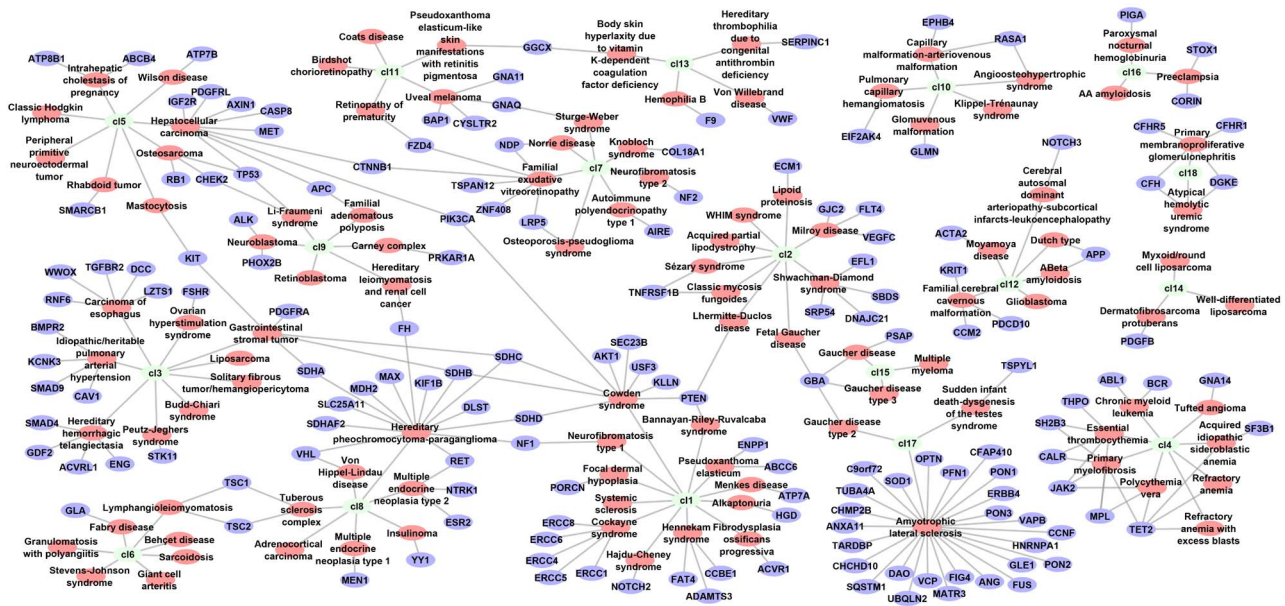 Coats disease
Pseudoxanthoma
elasticum-like skin
manifestations
with retinitis
pigmentosa
Body skin
hyperlaxity due
to vitamin
K-dependent
coagulation
factor deficiency
Hereditary
thrombophilia
due to
congenital
antithrombin
deficiency
SERPINC1
GGCX
cl13
cl11
Birdshot
chorioretinopathy
Uveal melanoma
GNA11
GNAQ
BAP1
CYSLTR2
Retinopathy of
prematurity
Hemophilia B
Von Willebrand
disease
F9
VWF
EPHB4
RASA1
Capillary
malformation-arteriovenous
malformation
Pulmonary
capillary
hemangiomatosis
cl10
Angioosteohypertrophic
syndrome
Klippel-Trénaunay
syndrome
Glomuvenous malformation
EIF2AK4
GLMN
PIGA
Paroxysmal
nocturnal
hemoglobinuria
STOX1
cl16
Preeclampsia
AA amyloidosis
CORIN
ATP8B1
ABCB4
ATP7B
Intrahepatic
cholestasis of
pregnancy
Wilson disease
Classic Hodgkin
lymphoma
cl5
IGF2R
PDGFRL
AXIN1
CASP8
MET
Hepatocellular
carcinoma
Peripheral
primitive
neuroectodermal
tumor
Osteosarcoma
RB1
CHEK2
TP53
Rhabdoid tumor
SMARCB1
Mastocytosis
CTNNB1
FZD4
PIK3CA
Sturge-Weber
syndrome
NDP
Norrie disease
Knobloch
syndrome
COL18A1
cl7
Familial
exudative
vitreoretinopathy
Neurofibromatosis
type 2
NF2
TSPAN12
ZNF408
LRP5
Autoimmune
polyendocrinopathy
type 1
AIRE
Osteoporosis-pseudoglioma
syndrome
APC
Li-Fraumeni
syndrome
Familial
adenomatous
polyposis
ALK
Neuroblastoma
PHOX2B
cl9
Carney complex
PRKAR1A
Retinoblastoma
Hereditary
leiomyomatosis
and renal cell
cancer
FH
KIT
ECM1
Lipoid
proteinosis
WHIM syndrome
GJC2
FLT4
Milroy disease
VEGFC
Acquired partial
lipodystrophy
cl2
Sézary syndrome
EFL1
TNFRSF1B
Classic mycosis
fungoides
Shwachman-Diamond
syndrome
SBDS
DNAJC21
SRP54
Lhermitte-Duclos
disease
Fetal Gaucher
disease
NOTCH3
Cerebral
autosomal
dominant
arteriopathy-subcortical
infarcts-leukoencephalopathy
ACTA2
Moyamoya
disease
Dutch type
APP
ABeta
amyloidosis
cl12
KRIT1
Familial cerebral
cavernous
malformation
Glioblastoma
CCM2
PDCD10
CFHR5
CFHR1
Primary
membranoproliferative
glomerulonephritis
cl18
CFH
DGKE
Atypical
hemolytic
uremic syndrome
Myxoid/round
cell liposarcoma
cl14
Dermatofibrosarcoma
protuberans
Well-differentiated
liposarcoma
PDGFB
WWOX
TGFBR2
DCC
RNF6
LZTS1
Carcinoma of
esophagus
FSHR
Ovarian
hyperstimulation
syndrome
BMPR2
KCNK3
SMAD9
CAV1
Idiopathic/heritable
pulmonary
arterial
hypertension
cl3
PDGFRA
Gastrointestinal
stromal tumor
Liposarcoma
Solitary fibrous
tumor/hemangiopericytoma
Budd-Chiari
syndrome
SMAD4
GDF2
ACVRL1
ENG
Hereditary
hemorrhagic
telangiectasia
Peutz-Jeghers
syndrome
STK11
SDHA
SDHB
SDHC
SDHD
SLC25A11
MDH2
MAX
KIF1B
DLST
SDHAF2
Hereditary
pheochromocytoma-paraganglioma
NF1
VHL
RET
Von
Hippel-Lindau
disease
Multiple
endocrine
neoplasia type 2
NTRK1
ESR2
cl8
TSC1
TSC2
Tuberous
sclerosis
complex
Adrenocortical
carcinoma
Multiple
endocrine
neoplasia type 1
MEN1
Insulinoma
YY1
Lymphangioleiomyomatosis
GLA
Fabry disease
Behçet disease
Granulomatosis
with polyangiitis
cl6
Sarcoidosis
Stevens-Johnson
syndrome
Giant cell
arteritis
SEC23B
AKT1
USF3
KLLN
Cowden
syndrome
PTEN
Bannayan-Riley-Ruvalcaba
syndrome
Neurofibromatosis
type 1
ENPP1
Pseudoxanthoma
elasticum
ABCC6
Focal dermal
hypoplasia
PORCN
Menkes disease
ATP7A
cl1
Systemic
sclerosis
Alkaptonuria
HGD
ERCC8
ERCC6
ERCC4
ERCC5
ERCC1
Cockayne
syndrome
Hennekam
syndrome
Fibrodysplasia
ossificans
progressiva
Hajdu-Cheney
syndrome
NOTCH2
FAT4
CCBE1
ADAMTS3
ACVR1
PSAP
Gaucher disease
Multiple
myeloma
GBA
cl15
Gaucher disease
type 3
TSPYL1
Sudden infant
death-dysgenesis
of the testes
syndrome
Gaucher disease
type 2
cl17
OPTN
CFAP410
C9orf72
SOD1
PFN1
PON1
TUBA4A
ERBB4
CHMP2B
PON3
ANXA11
VAPB
Amyotrophic
lateral sclerosis
CCNF
TARDBP
HNRNPA1
CHCHD10
GLE1
PON2
SQSTM1
DAO
VCP
FIG4
ANG
FUS
UBQLN2
MATR3
ABL1
BCR
GNA14
THPO
Chronic myeloid
leukemia
Tufted angioma
SH2B3
Essential
thrombocythemia
cl4
Acquired
idiopathic
sideroblastic
anemia
SF3B1
CALR
Primary
myelofibrosis
JAK2
Polycythemia
vera
Refractory
anemia
MPL
TET2
Refractory
anemia with
excess blasts